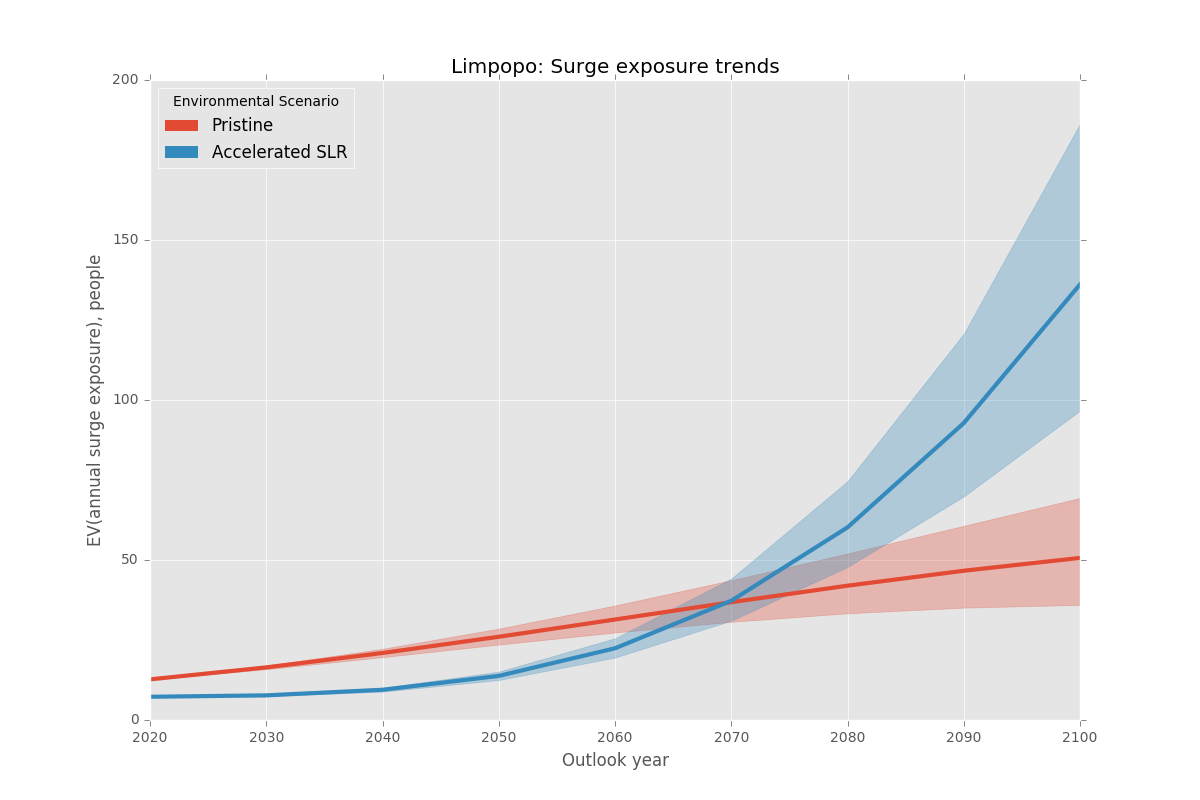 Limpopo: Surge exposure trends
Environmental Scenario
Pristine
Accelerated SLR
EV(annual surge exposure), people
200
150
100
50
0
2020 2030 2040 2050 2060 2070 2080 2090 2100
Outlook year